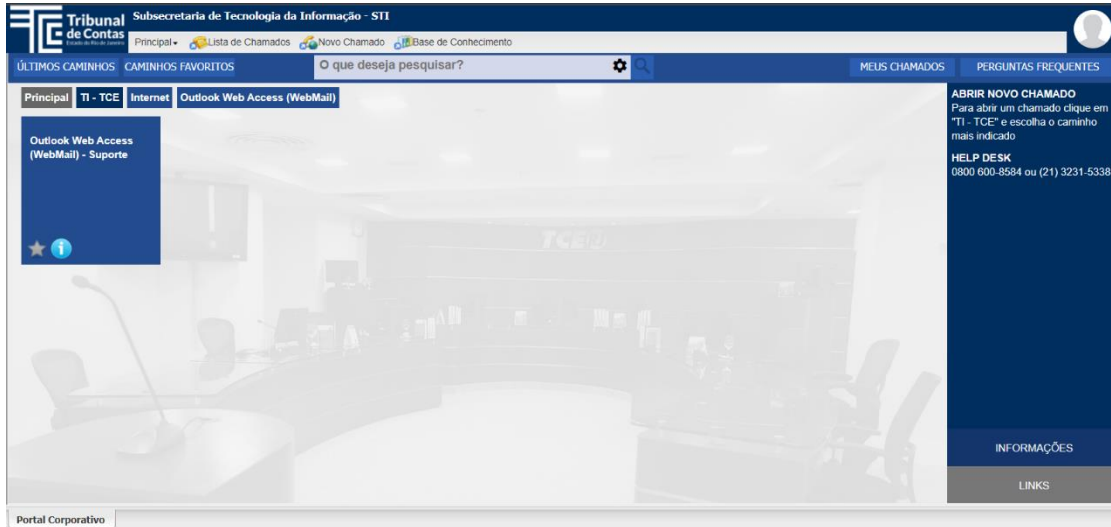 Tribunal
de Contas
Estado do Rio de Janeiro
Subsecretaria de Tecnologia da Informação - STI
Principal Lista de Chamados Novo Chamado Base de Conhecimento
ÚLTIMOS CAMINHOS CAMINHOS FAVORITOS O que deseja pesquisar? MEUS CHAMADOS PERGUNTAS FREQUENTES
Principal TI - TCE Internet Outlook Web Access (WebMail)
Outlook Web Access
(WebMail) - Suporte
TCERJ
ABRIR NOVO CHAMADO
Para abrir um chamado clique em
"TI - TCE" e escolha o caminho
mais indicado
HELP DESK
0800 600-8584 ou (21) 3231-5338
INFORMAÇÕES
LINKS
Portal Corporativo